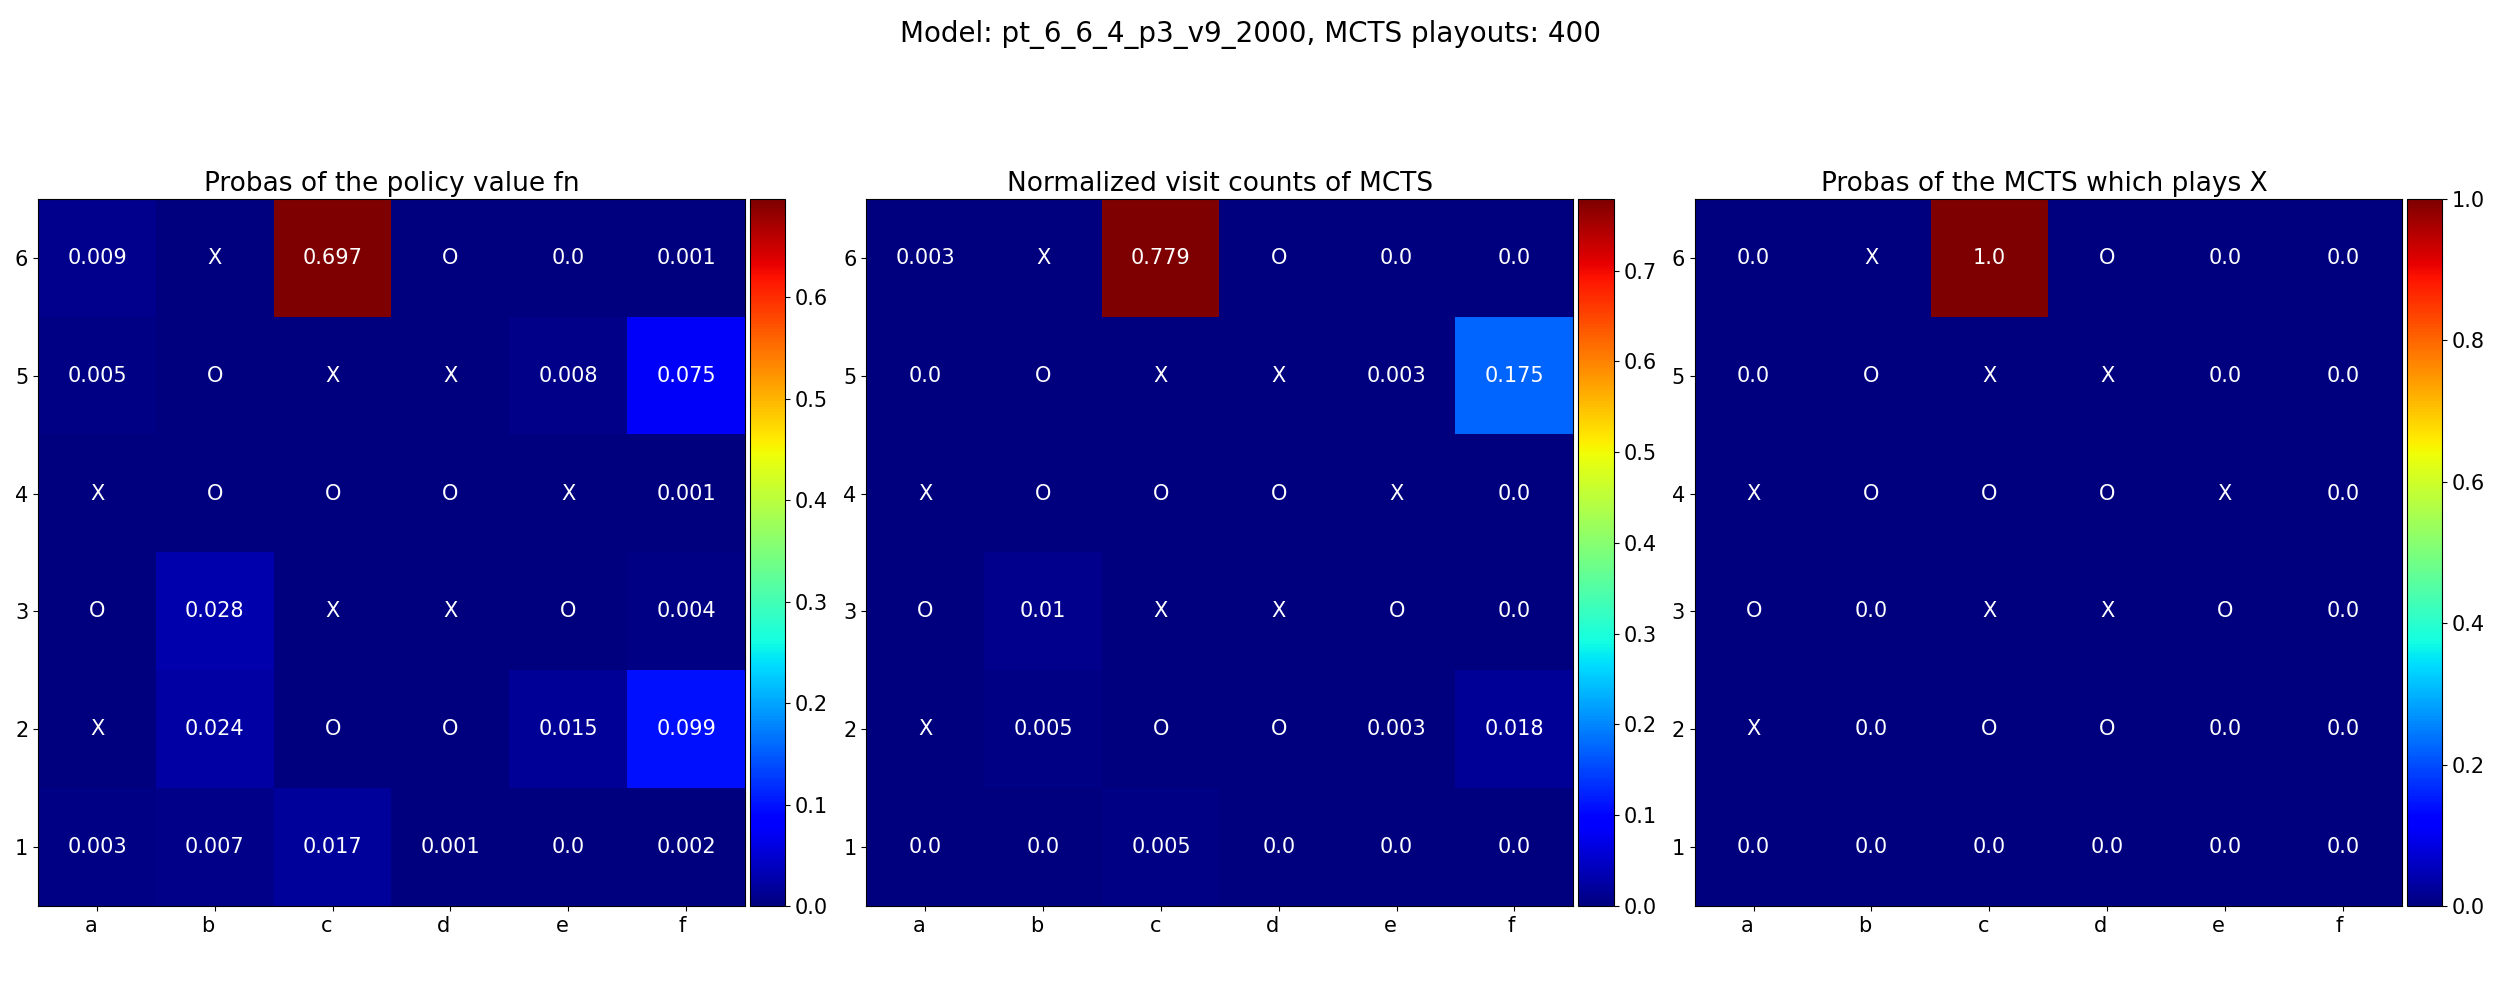 Model: pt_6_6_4_p3_v9_2000, MCTS playouts: 400
Probas of the policy value fn
6 0.009 X 0.697 O 0.0 0.001
5 0.005 O X X 0.008 0.075
4 X O O O X 0.001
3 O 0.028 X X O 0.004
2 X 0.024 O O 0.015 0.099
1 0.003 0.007 0.017 0.001 0.0 0.002
a b c d e f
0.6
0.5
0.4
0.3
0.2
0.1
0.0
Normalized visit counts of MCTS
6 0.003 X 0.779 O 0.0 0.0
5 0.0 O X X 0.003 0.175
4 X O O O X 0.0
3 O 0.01 X X O 0.0
2 X 0.005 O O 0.003 0.018
1 0.0 0.0 0.005 0.0 0.0 0.0
a b c d e f
0.7
0.6
0.5
0.4
0.3
0.2
0.1
0.0
Probas of the MCTS which plays X
6 0.0 X 1.0 O 0.0 0.0
5 0.0 O X X 0.0 0.0
4 X O O O X 0.0
3 O 0.0 X X O 0.0
2 X 0.0 O O 0.0 0.0
1 0.0 0.0 0.0 0.0 0.0 0.0
a b c d e f
1.0
0.8
0.6
0.4
0.2
0.0